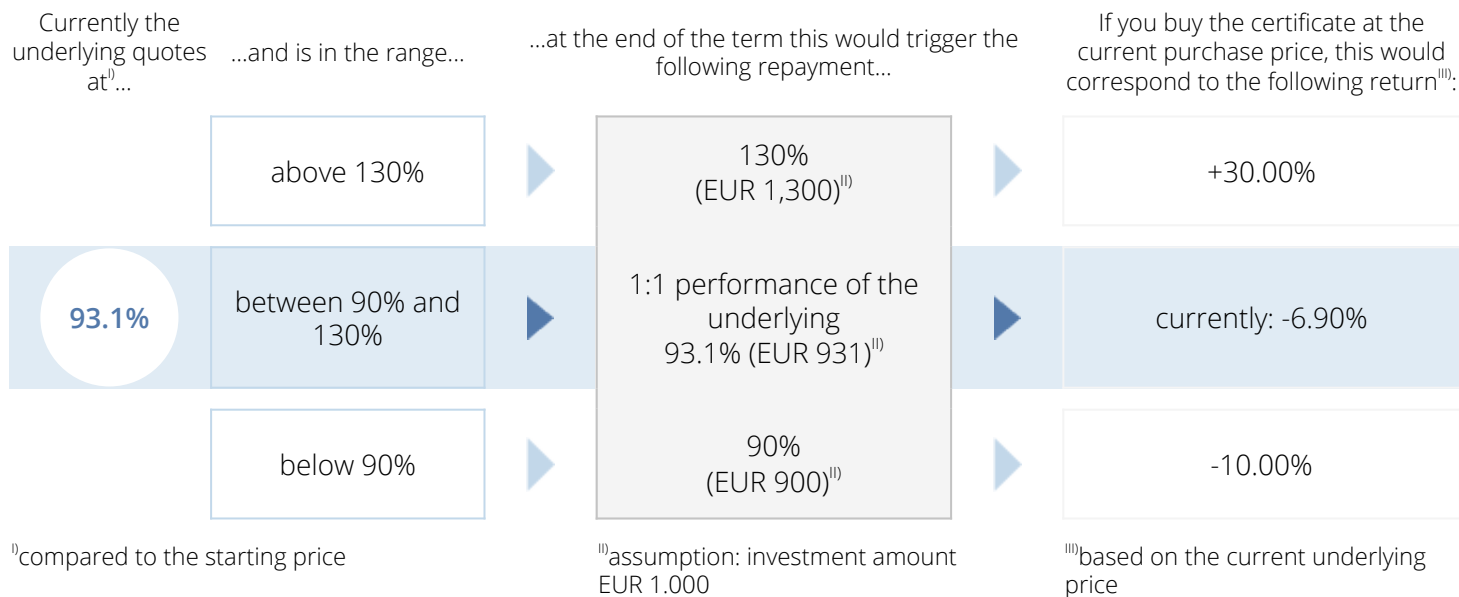 Currently the
underlying quotes
at^I)...
...and is in the range...
...at the end of the term this would trigger the
following repayment...
If you buy the certificate at the
current purchase price, this would
correspond to the following return^III):
above 130%
130%
(EUR 1,300)^II)
+30.00%
93.1%
between 90% and
130%
1:1 performance of the
underlying
93.1% (EUR 931)^II)
currently: -6.90%
below 90%
90%
(EUR 900)^II)
-10.00%
^I)compared to the starting price
^II)assumption: investment amount
EUR 1.000
^III)based on the current underlying
price